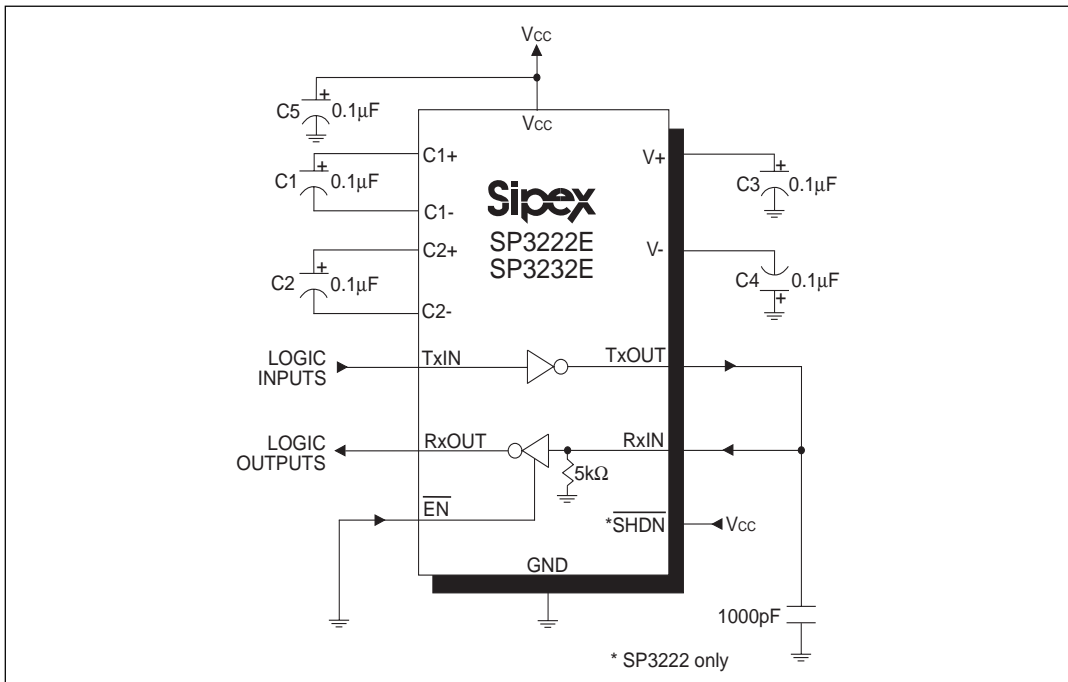 Vcc
C5
+
0.1µF
Vcc
C1+
V+
C1
+
0.1µF
C3
+
0.1µF
Sipex
C1-
SP3222E
SP3232E
C2+
V-
C2
+
0.1µF
C4
0.1µF
+
C2-
LOGIC
INPUTS
TxIN
TxOUT
LOGIC
OUTPUTS
RxOUT
RxIN
5kΩ
EN
*SHDN
Vcc
GND
1000pF
* SP3222 only